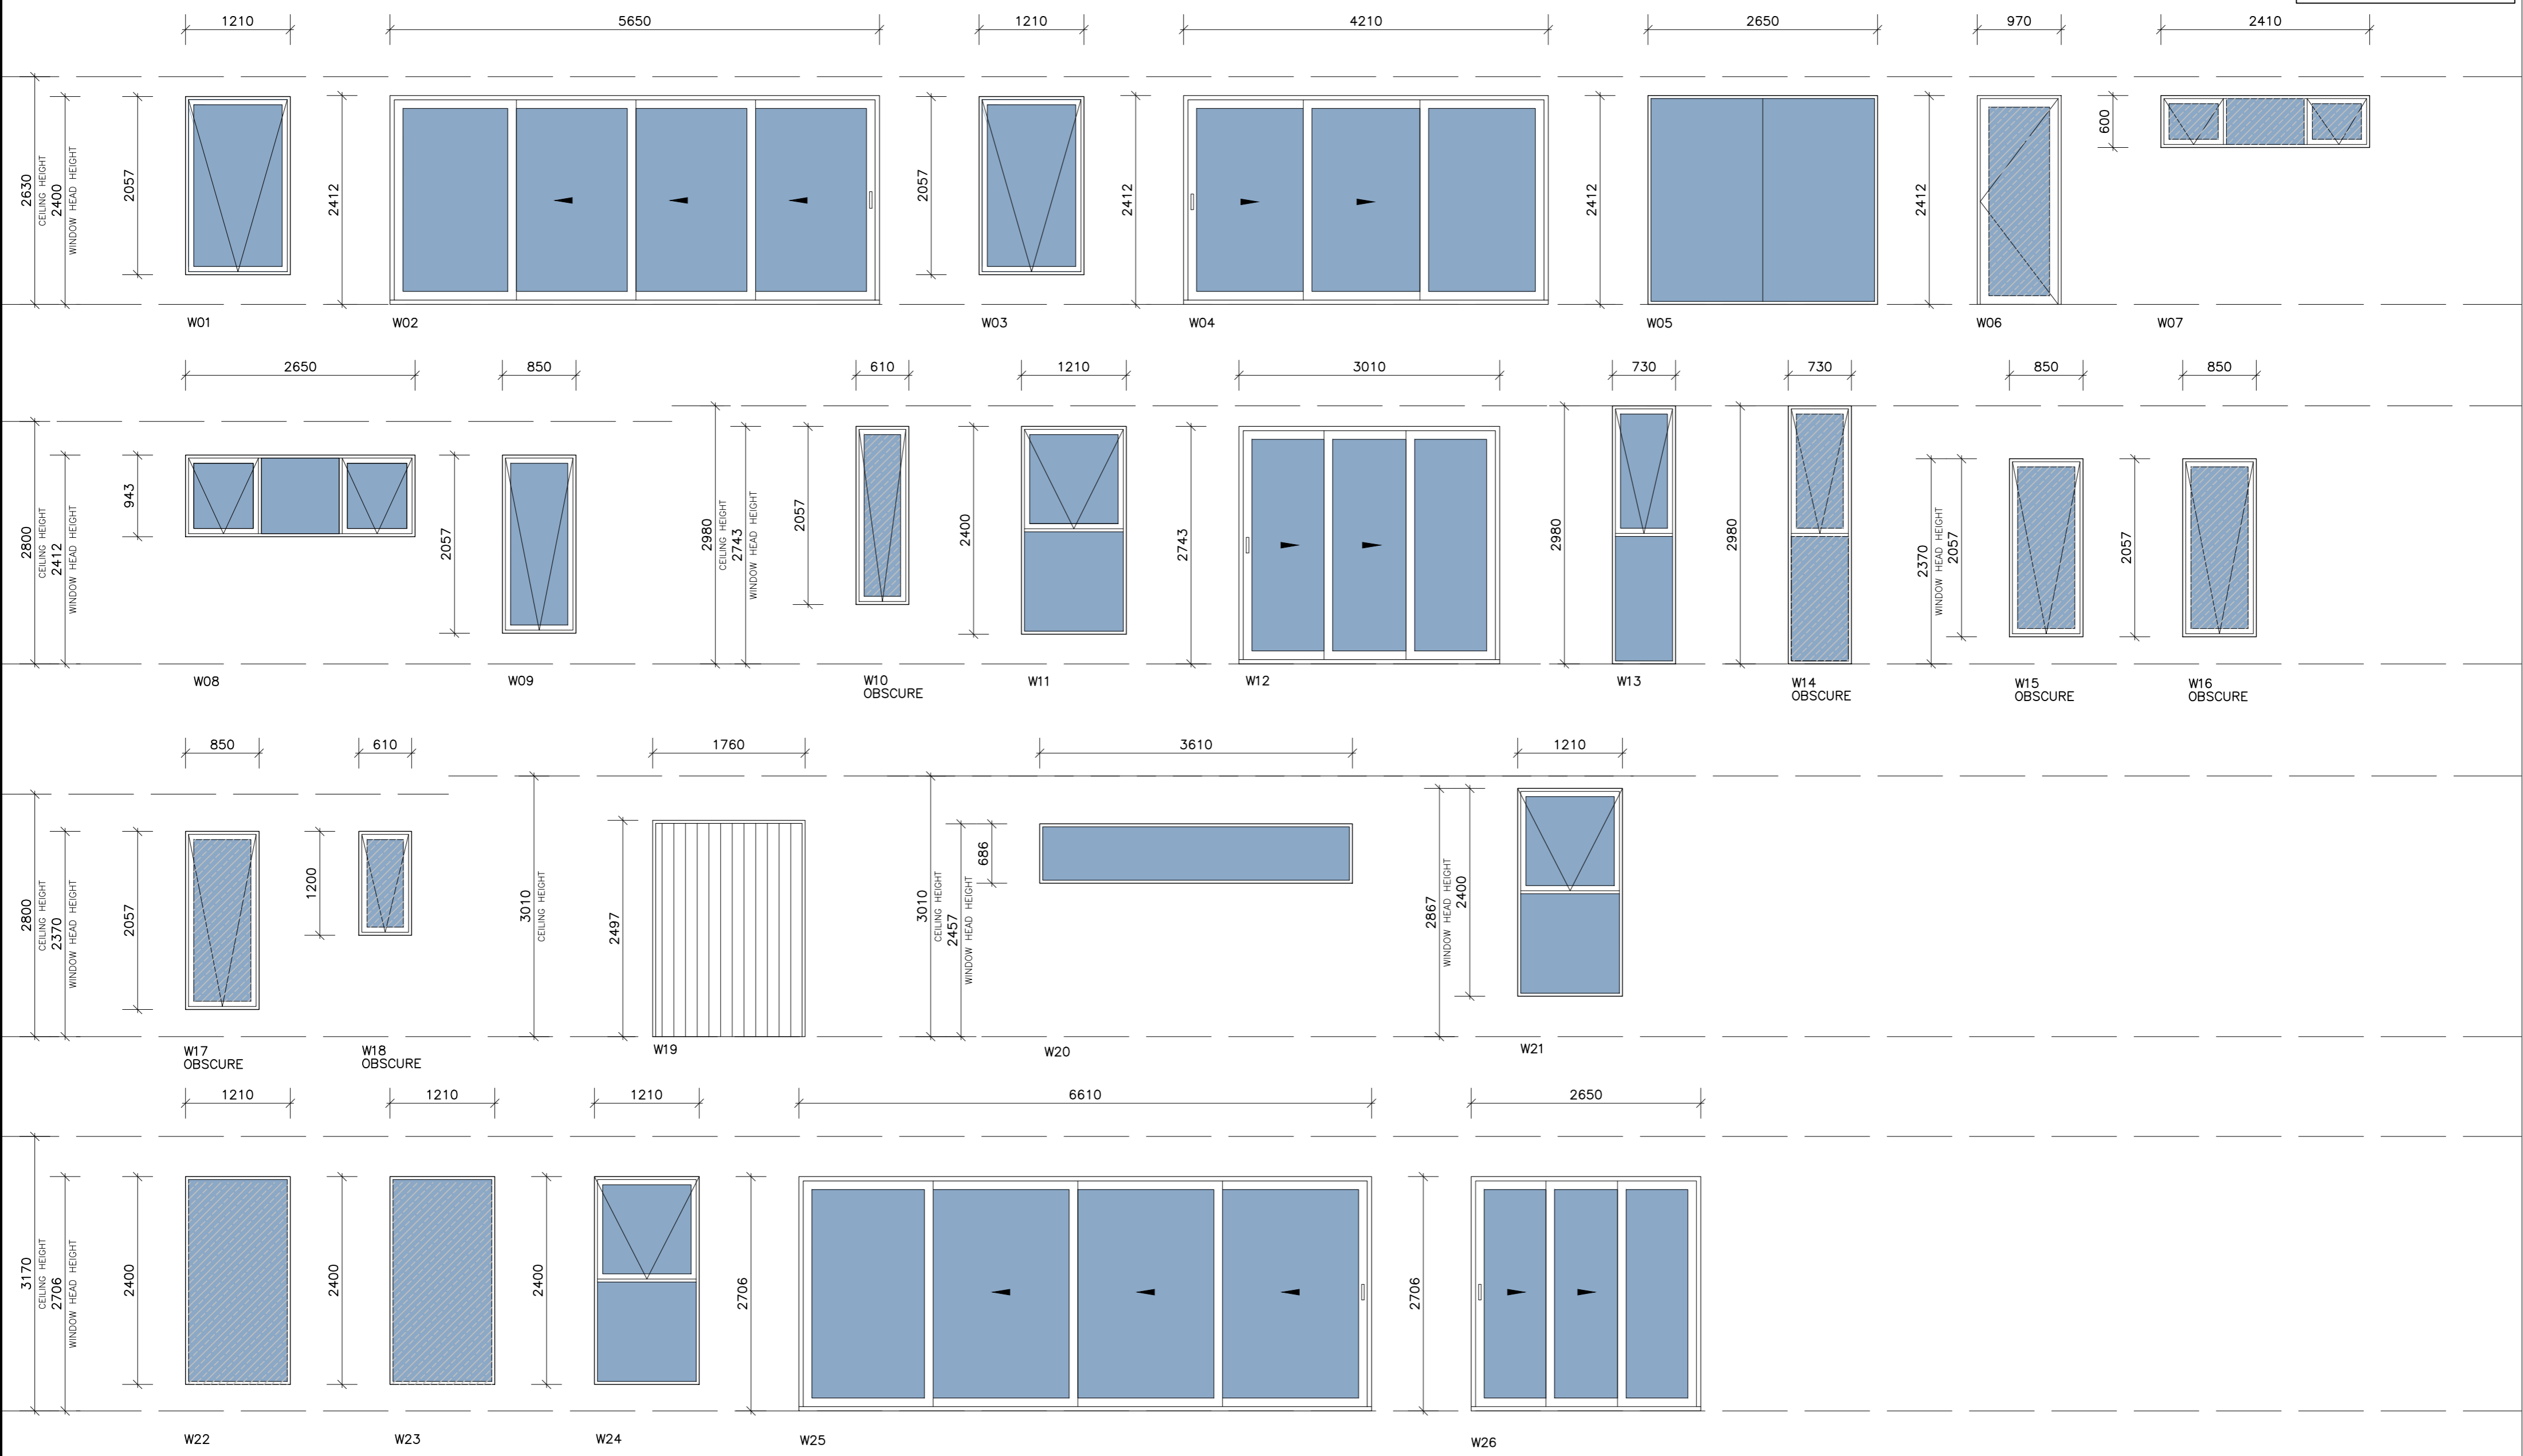 1210
5650
1210
4210
2650
970
2410
2630
CEILING HEIGHT
2400
WINDOW HEAD HEIGHT
2057
2412
2057
2412
2412
2412
600
W01
W02
W03
W04
W05
W06
W07
2650
850
610
1210
3010
730
730
850
850
2800
CEILING HEIGHT
2412
WINDOW HEAD HEIGHT
943
2057
2980
CEILING HEIGHT
2743
WINDOW HEAD HEIGHT
2057
2400
2743
2980
2980
2370
WINDOW HEAD HEIGHT
2057
2057
W08
W09
W10
OBSCURE
W11
W12
W13
W14
OBSCURE
W15
OBSCURE
W16
OBSCURE
850
610
1760
3610
1210
2800
CEILING HEIGHT
2370
WINDOW HEAD HEIGHT
2057
1200
3010
CEILING HEIGHT
2497
3010
CEILING HEIGHT
2457
WINDOW HEAD HEIGHT
686
2867
WINDOW HEAD HEIGHT
2400
W17
OBSCURE
W18
OBSCURE
W19
W20
W21
1210
1210
1210
6610
2650
3170
CEILING HEIGHT
2706
WINDOW HEAD HEIGHT
2400
2400
2400
2706
2706
W22
W23
W24
W25
W26